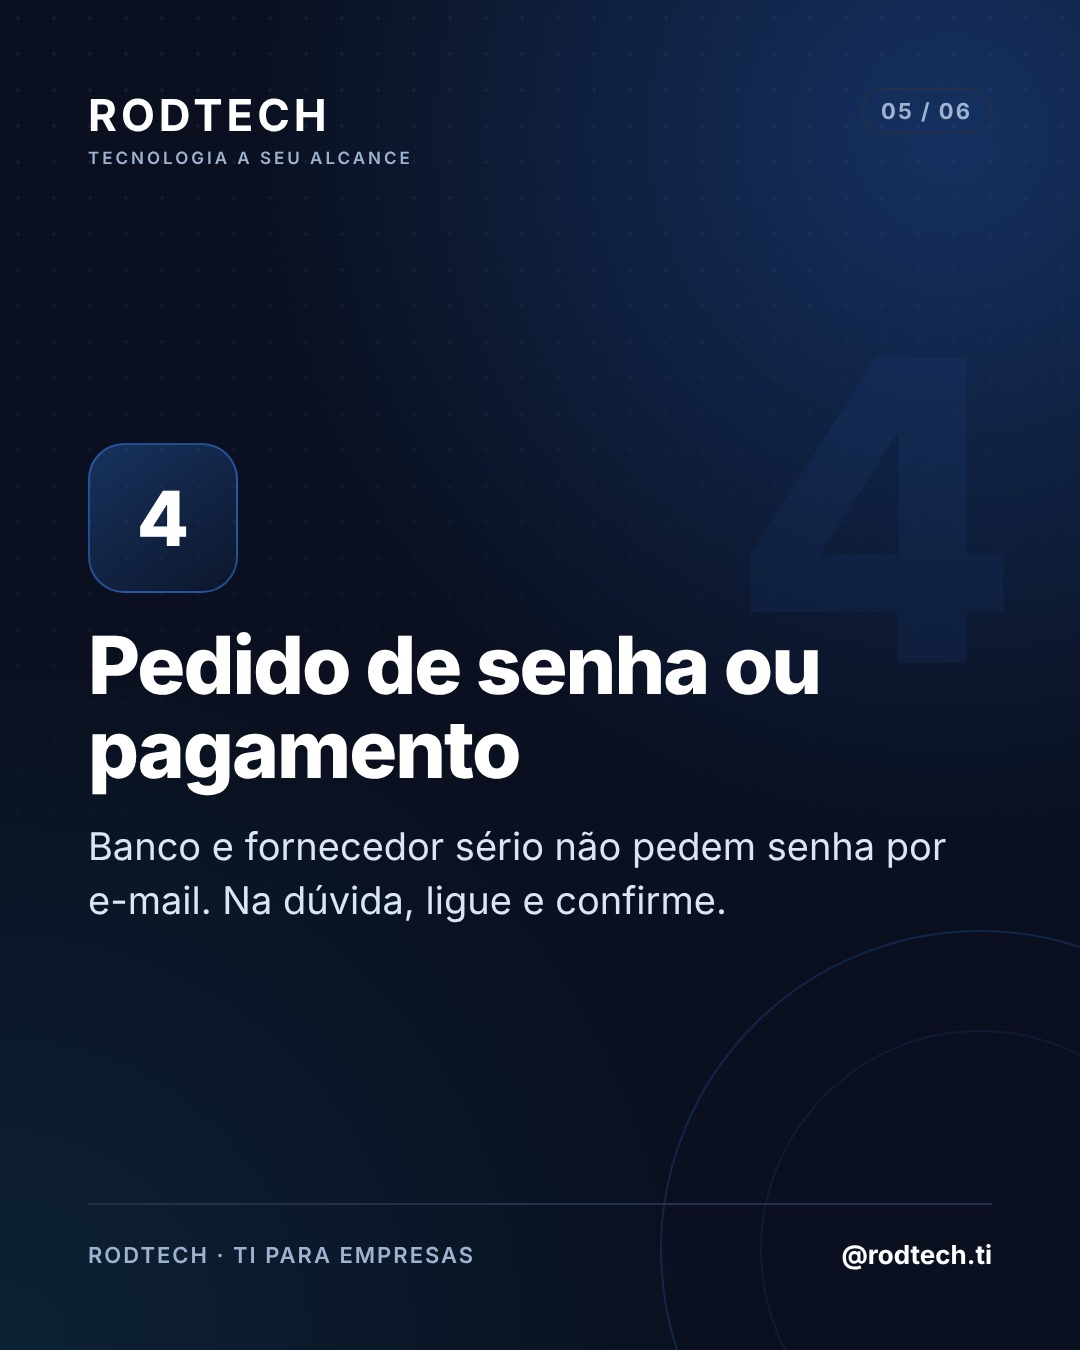 RODTECH
TECNOLOGIA A SEU ALCANCE
05 / 06
4
4
Pedido de senha ou
pagamento
Banco e fornecedor sério não pedem senha por
e-mail. Na dúvida, ligue e confirme.
RODTECH · TI PARA EMPRESAS
@rodtech.ti